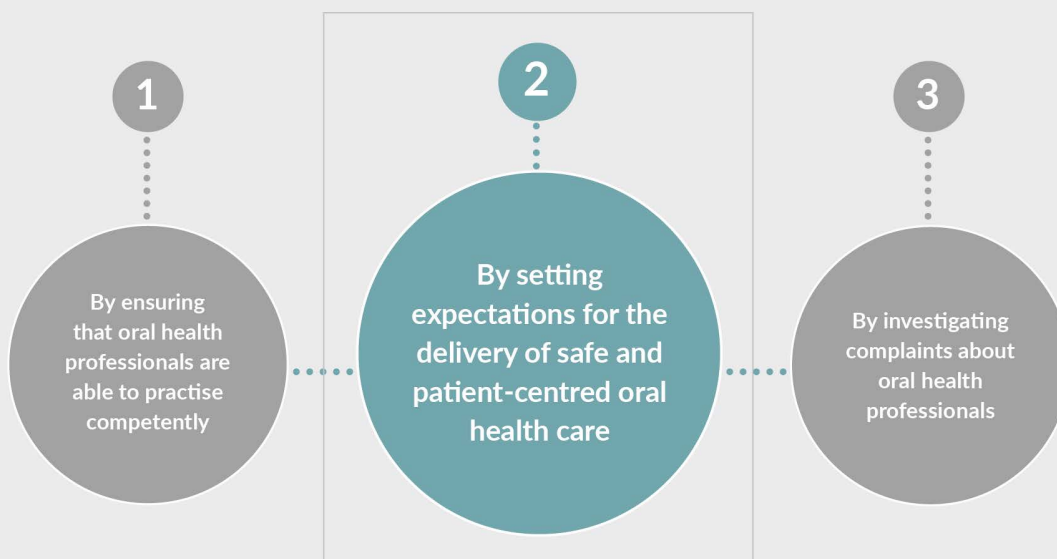 1
By ensuring
that oral health
professionals are
able to practise
competently
2
By setting
expectations for the
delivery of safe and
patient-centred oral
health care
3
By investigating
complaints about
oral health
professionals